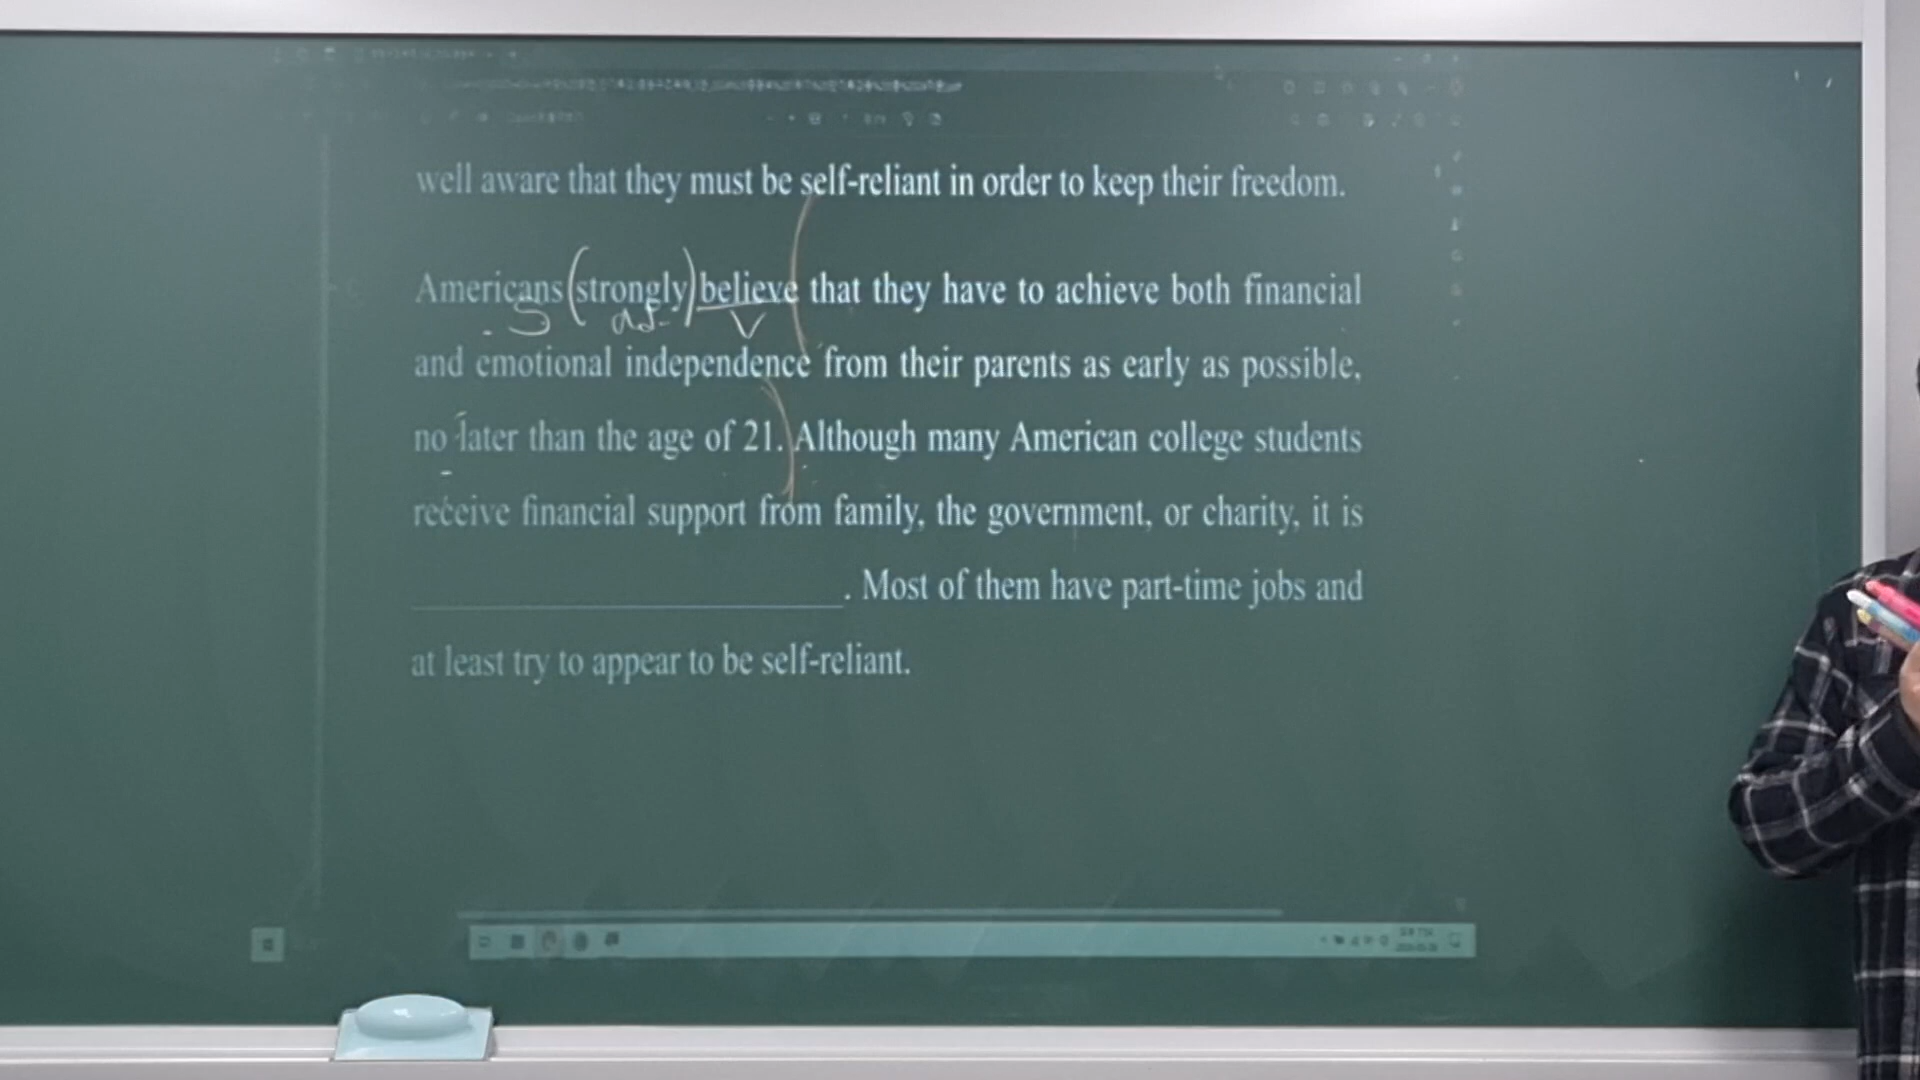 well aware that they must be self-reliant in order to keep their freedom.
Americans (strongly) believe that they have to achieve both financial
S ad. V
and emotional independence from their parents as early as possible,
no later than the age of 21. Although many American college students
receive financial support from family, the government, or charity, it is
. Most of them have part-time jobs and
at least try to appear to be self-reliant.